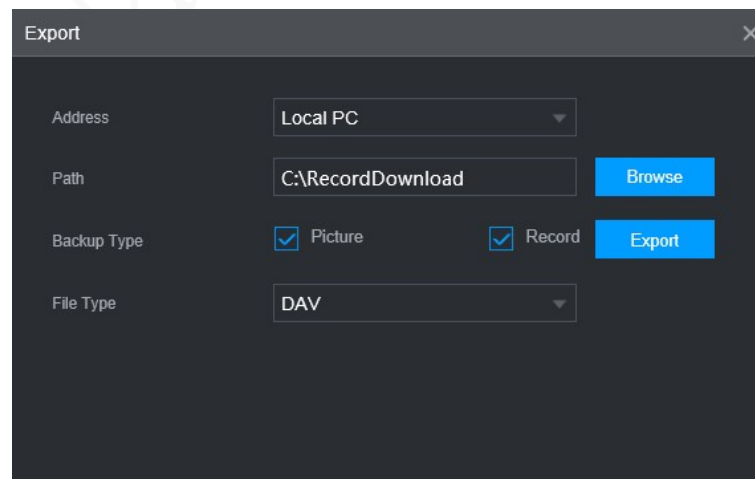 Export
Address Local PC
Path C:\RecordDownload Browse
Backup Type Picture Record Export
File Type DAV